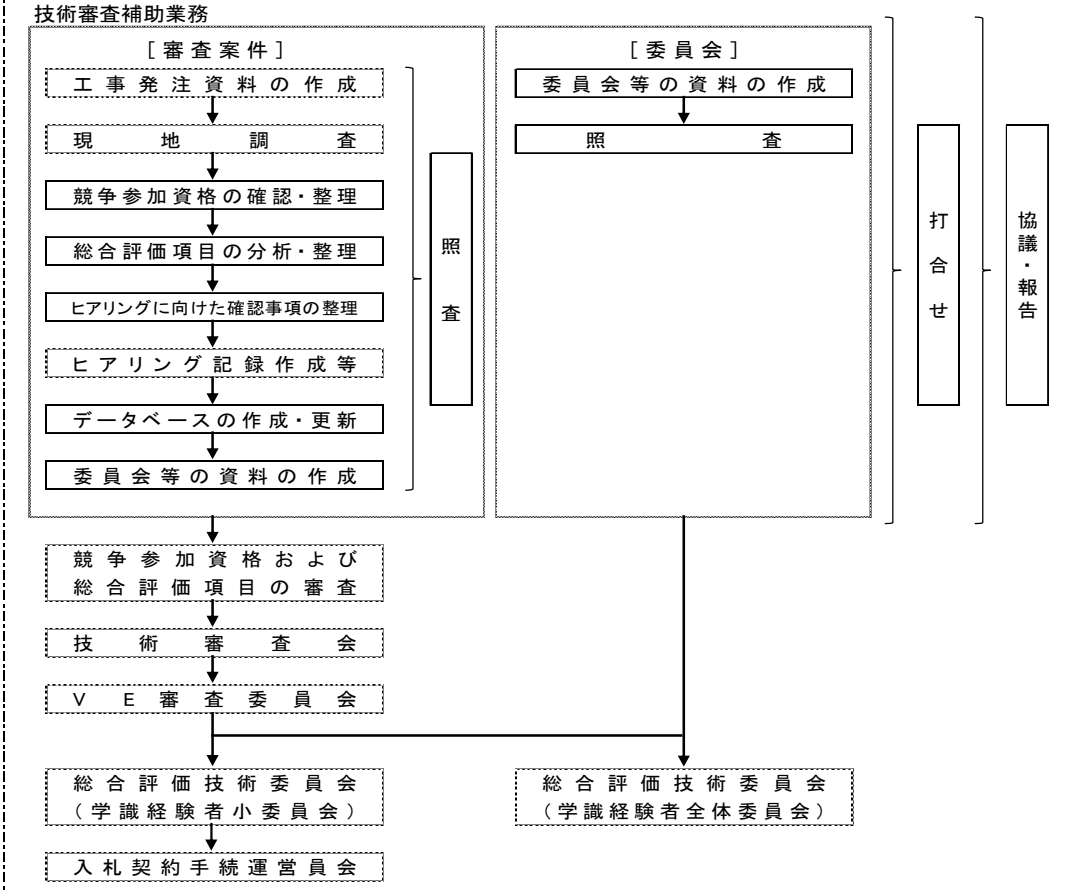 技術審査補助業務
［審査案件］
工事発注資料の作成
現地調査
競争参加資格の確認・整理
総合評価項目の分析・整理
ヒアリングに向けた確認事項の整理
ヒアリング記録作成等
データベースの作成・更新
委員会等の資料の作成
照査
［委員会］
委員会等の資料の作成
照査
打合せ
協議・報告
競争参加資格および
総合評価項目の審査
技術審査会
ＶＥ審査委員会
総合評価技術委員会
（学識経験者小委員会）
総合評価技術委員会
（学識経験者全体委員会）
入札契約手続運営員会